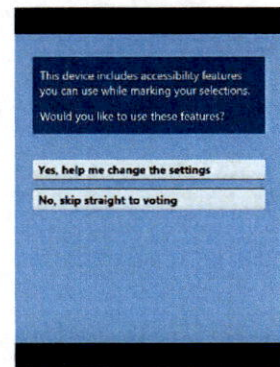 This device includes accessibility features
you can use while marking your selections.
Would you like to use these features?
Yes, help me change the settings
No, skip straight to voting